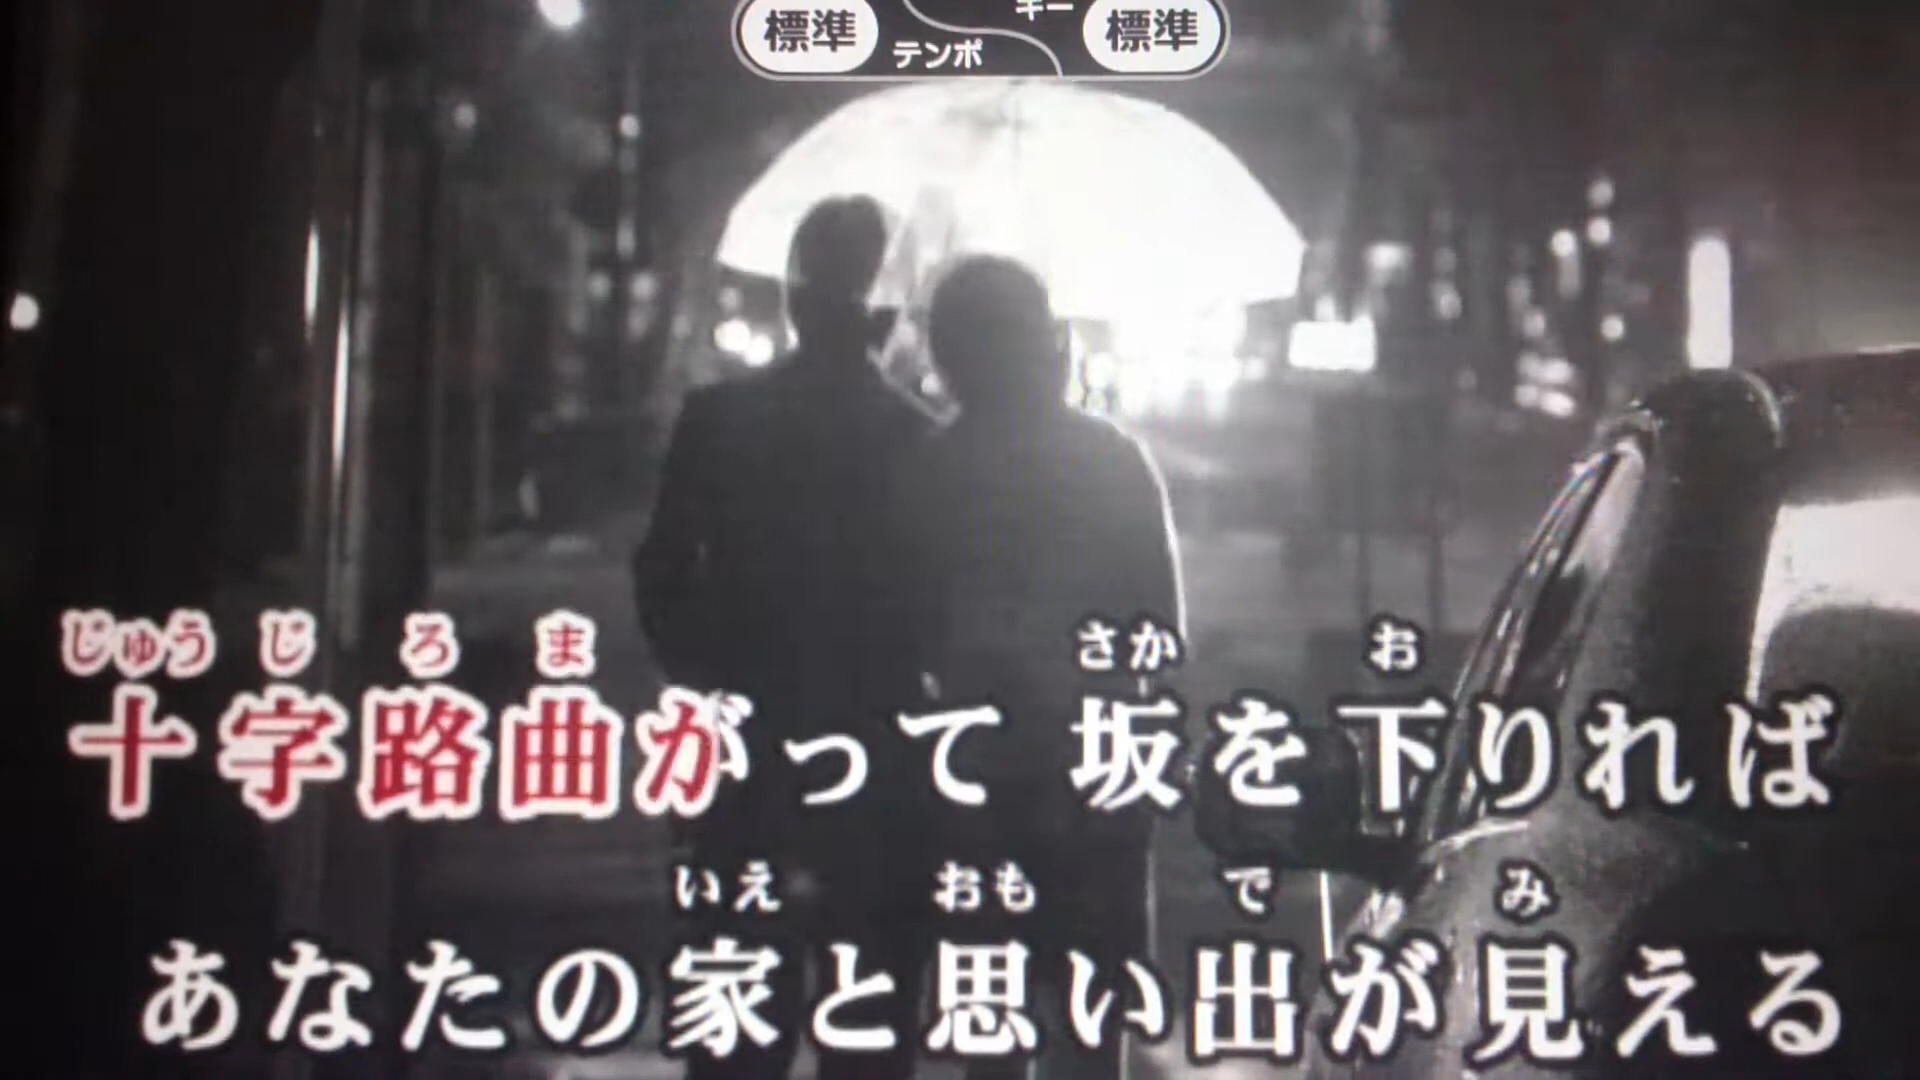 キー
標準 テンポ 標準
じゅう じ ろ ま さか お
十字路曲がって 坂を下りれば
いえ おも で み
あなたの家と思い出が見える